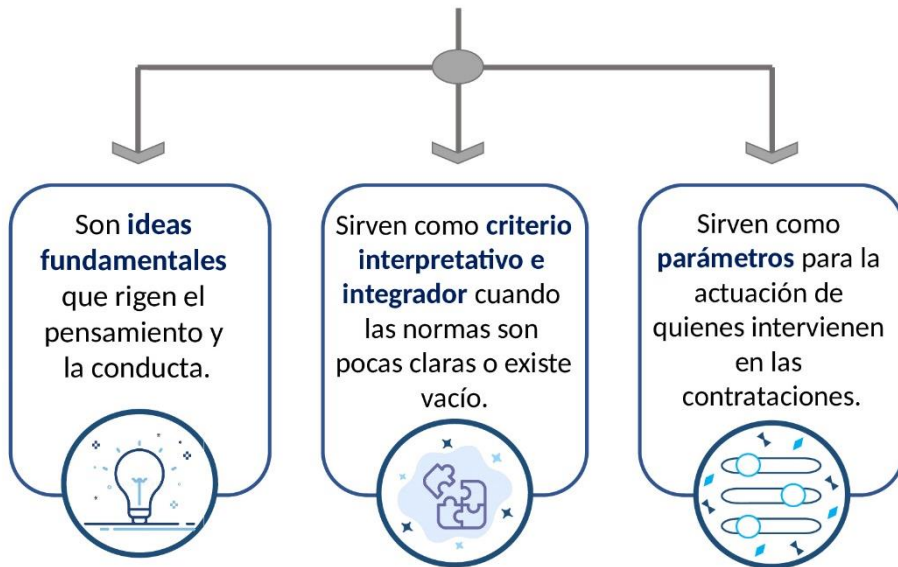 Son ideas
fundamentales
que rigen el
pensamiento y
la conducta.
Sirven como criterio
interpretativo e
integrador cuando
las normas son
pocas claras o existe
vacío.
Sirven como
parámetros para la
actuación de
quienes intervienen
en las
contrataciones.